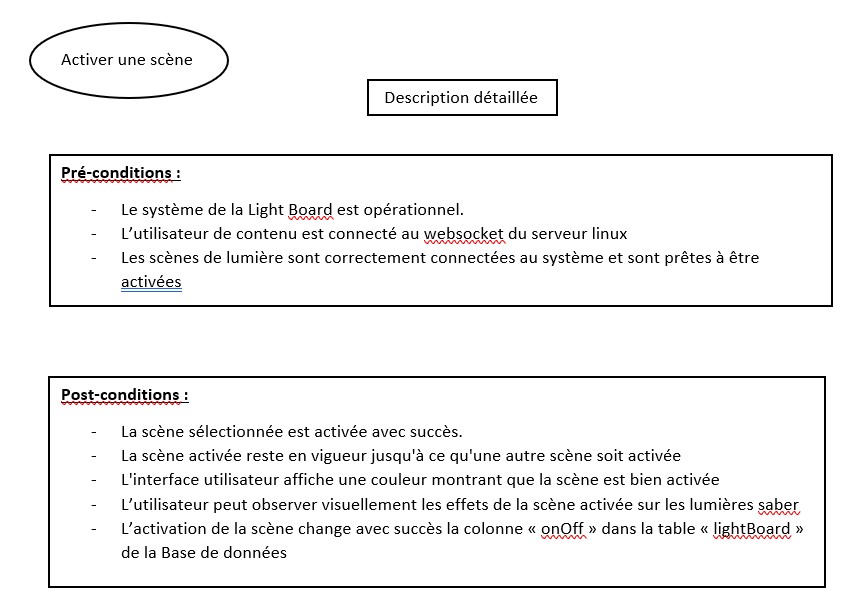 Activer une scène
Description détaillée
Pré-conditions :
- Le système de la Light Board est opérationnel.
- L’utilisateur de contenu est connecté au websocket du serveur linux
- Les scènes de lumière sont correctement connectées au système et sont prêtes à être
activées
Post-conditions :
- La scène sélectionnée est activée avec succès.
- La scène activée reste en vigueur jusqu'à ce qu'une autre scène soit activée
- L'interface utilisateur affiche une couleur montrant que la scène est bien activée
- L’utilisateur peut observer visuellement les effets de la scène activée sur les lumières saber
- L’activation de la scène change avec succès la colonne « onOff » dans la table « lightBoard »
de la Base de données